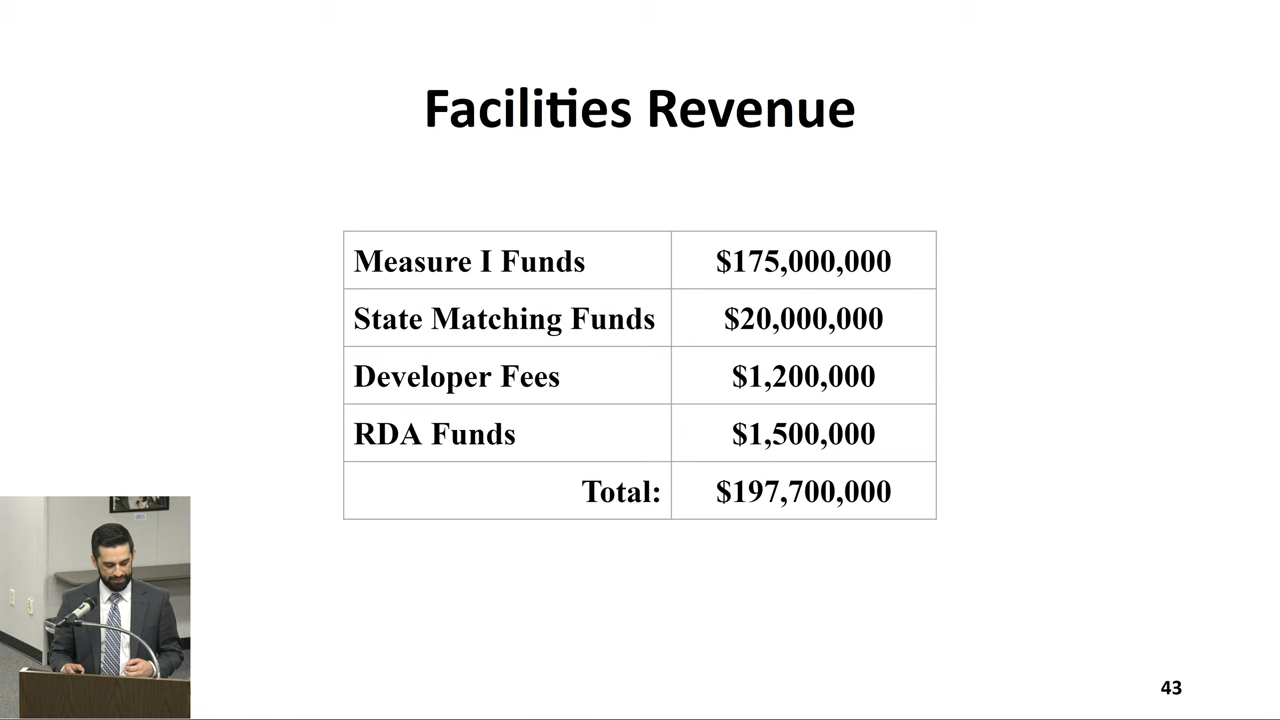 Facilities Revenue
Measure I Funds $175,000,000
State Matching Funds $20,000,000
Developer Fees $1,200,000
RDA Funds $1,500,000
Total: $197,700,000
43